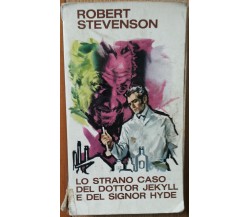 ROBERT
STEVENSON
LO STRANO CASO
DEL DOTTOR JEKYLL
E DEL SIGNOR HYDE